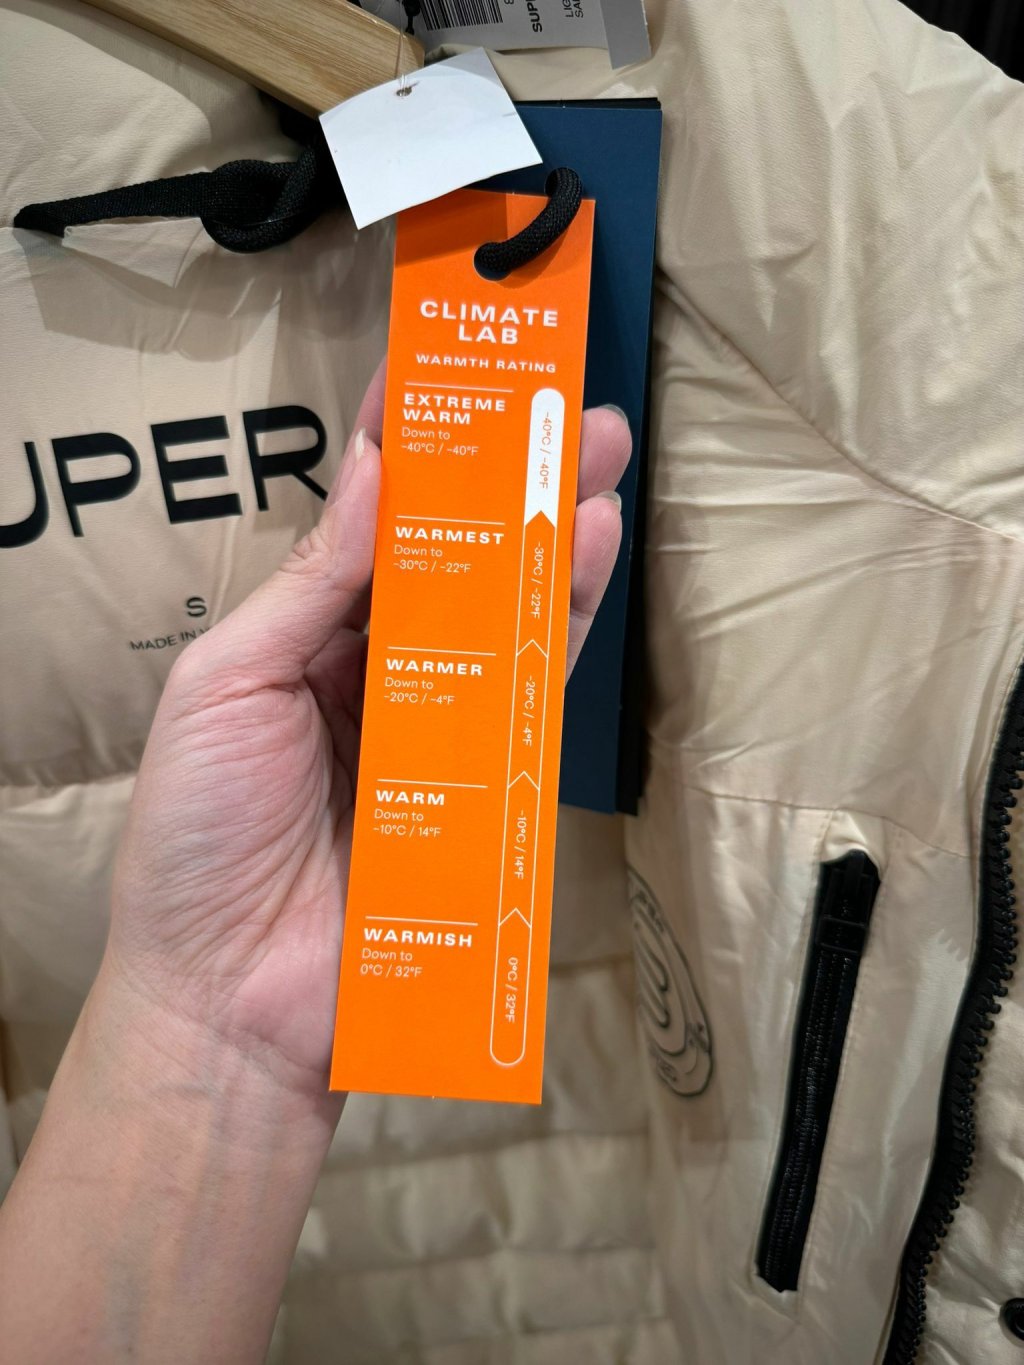 SUPE
CLIMATE
LAB
WARMTH RATING
EXTREME
WARM
Down to
-40°C / -40°F
-40°C / -40°F
WARMEST
Down to
-30°C / -22°F
-30°C / -22°F
WARMER
Down to
-20°C / -4°F
-20°C / -4°F
WARM
Down to
-10°C / 14°F
-10°C / 14°F
WARMISH
Down to
0°C / 32°F
0°C / 32°F
UPER
S
MADE IN